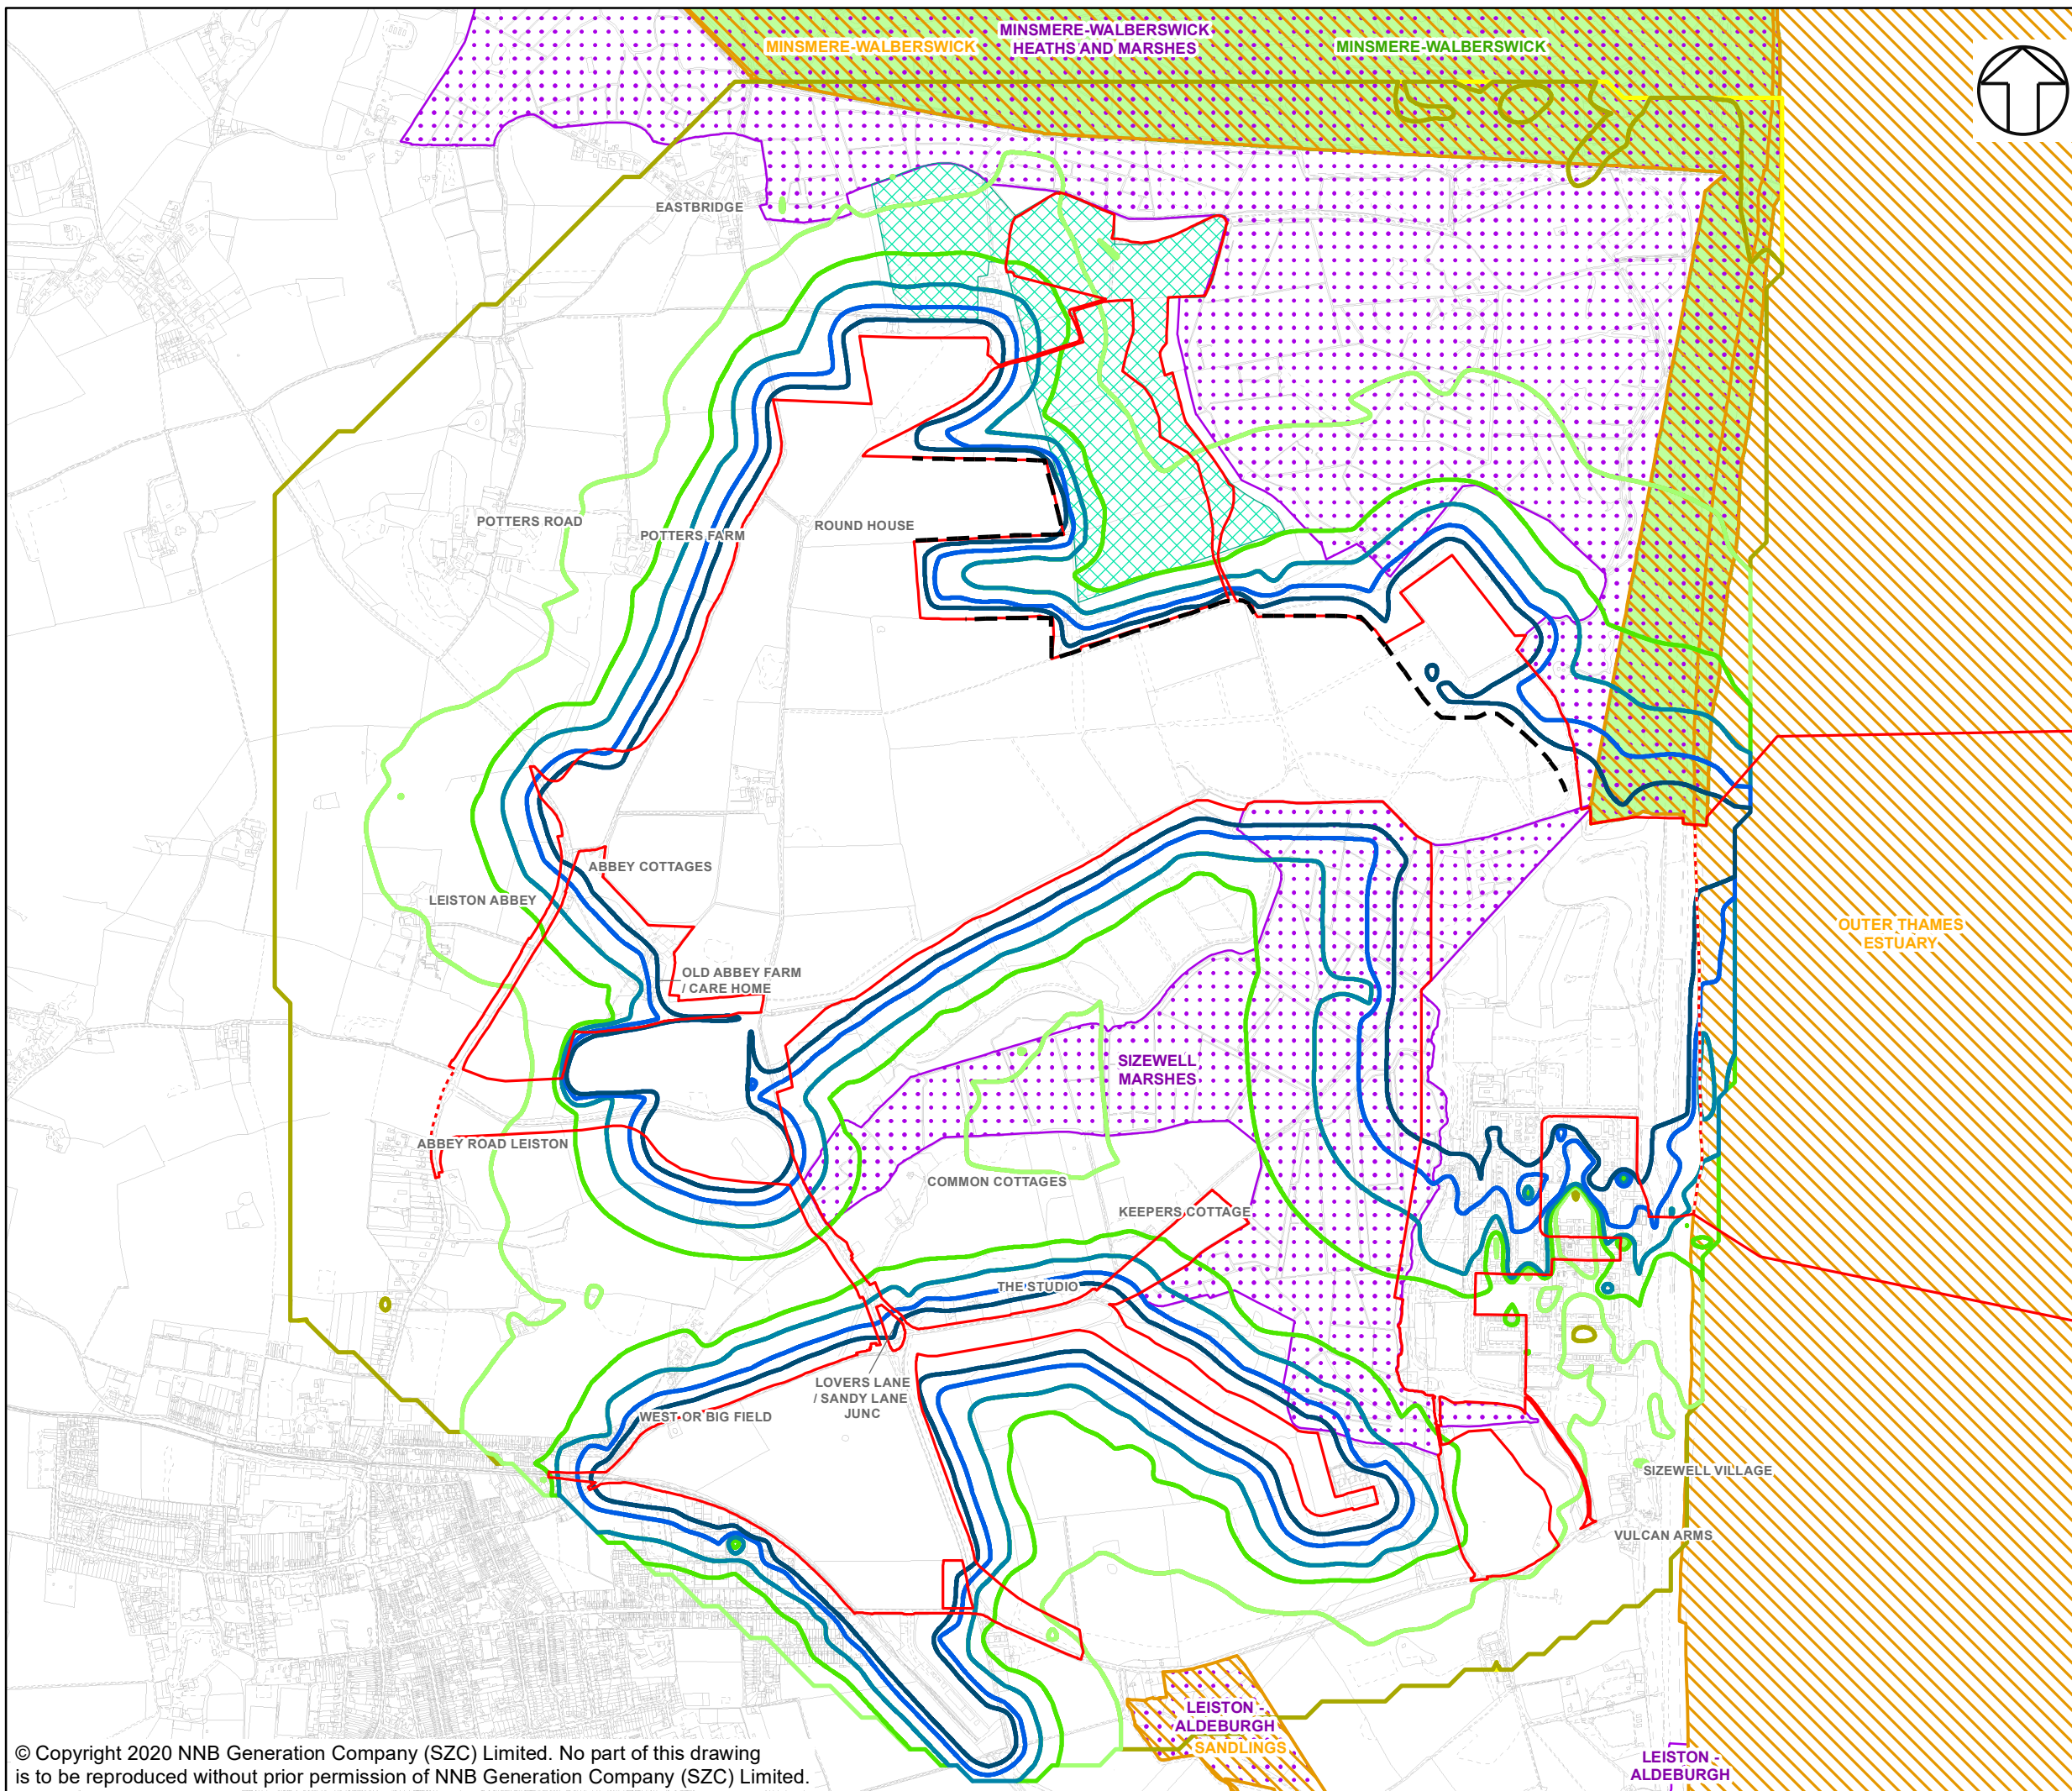 MINSMERE-WALBERSWICK
HEATHS AND MARSHES
MINSMERE-WALBERSWICK
MINSMERE-WALBERSWICK
EASTBRIDGE
POTTERS ROAD
POTTERS FARM
ROUND HOUSE
ABBEY COTTAGES
LEISTON ABBEY
OUTER THAMES
ESTUARY
OLD ABBEY FARM
/ CARE HOME
SIZEWELL
MARSHES
ABBEY ROAD LEISTON
COMMON COTTAGES
KEEPERS COTTAGE
THE STUDIO
LOVERS LANE
/ SANDY LANE
JUNC
WEST OR BIG FIELD
SIZEWELL VILLAGE
VULCAN ARMS
LEISTON -
ALDEBURGH
SANDLINGS
LEISTON -
ALDEBURGH
© Copyright 2020 NNB Generation Company (SZC) Limited. No part of this drawing
is to be reproduced without prior permission of NNB Generation Company (SZC) Limited.